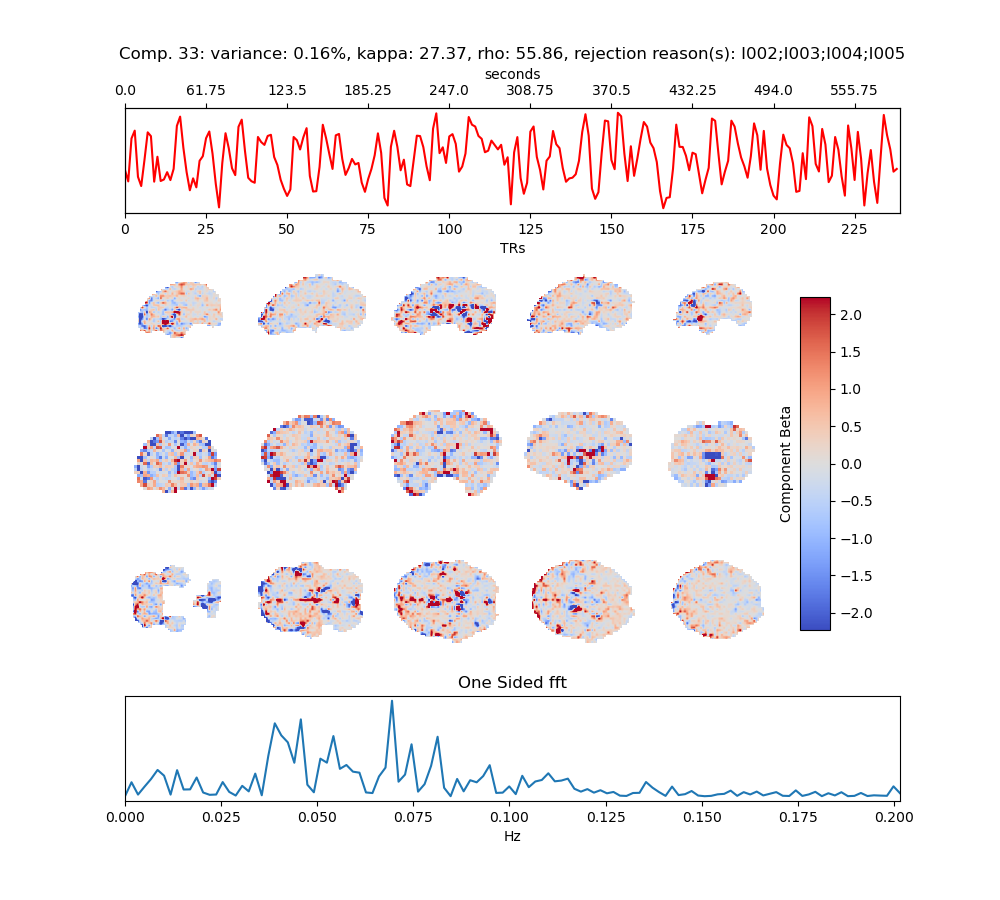 Comp. 33: variance: 0.16%, kappa: 27.37, rho: 55.86, rejection reason(s): I002;I003;I004;I005
seconds
0.0 61.75 123.5 185.25 247.0 308.75 370.5 432.25 494.0 555.75
0 25 50 75 100 125 150 175 200 225
TRs
2.0
1.5
1.0
0.5
0.0
−0.5
−1.0
−1.5
−2.0
Component Beta
One Sided fft
0.000 0.025 0.050 0.075 0.100 0.125 0.150 0.175 0.200
Hz